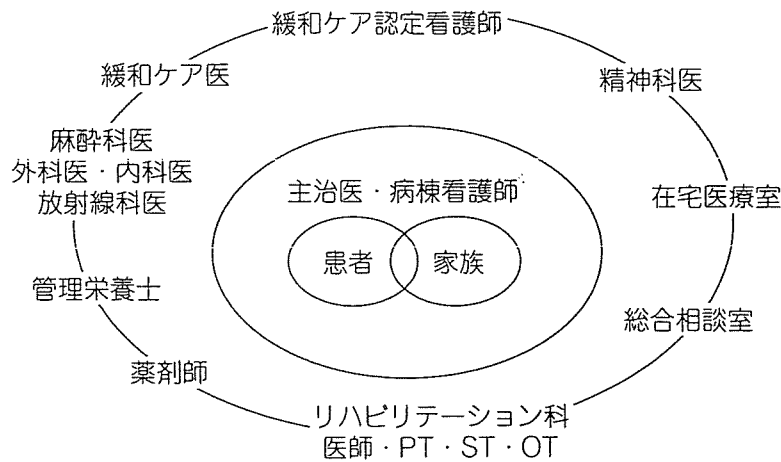 緩和ケア認定看護師
緩和ケア医
精神科医
麻酔科医
外科医・内科医
放射線科医
主治医・病棟看護師
在宅医療室
患者
家族
管理栄養士
総合相談室
薬剤師
リハビリテーション科
医師・PT・ST・OT